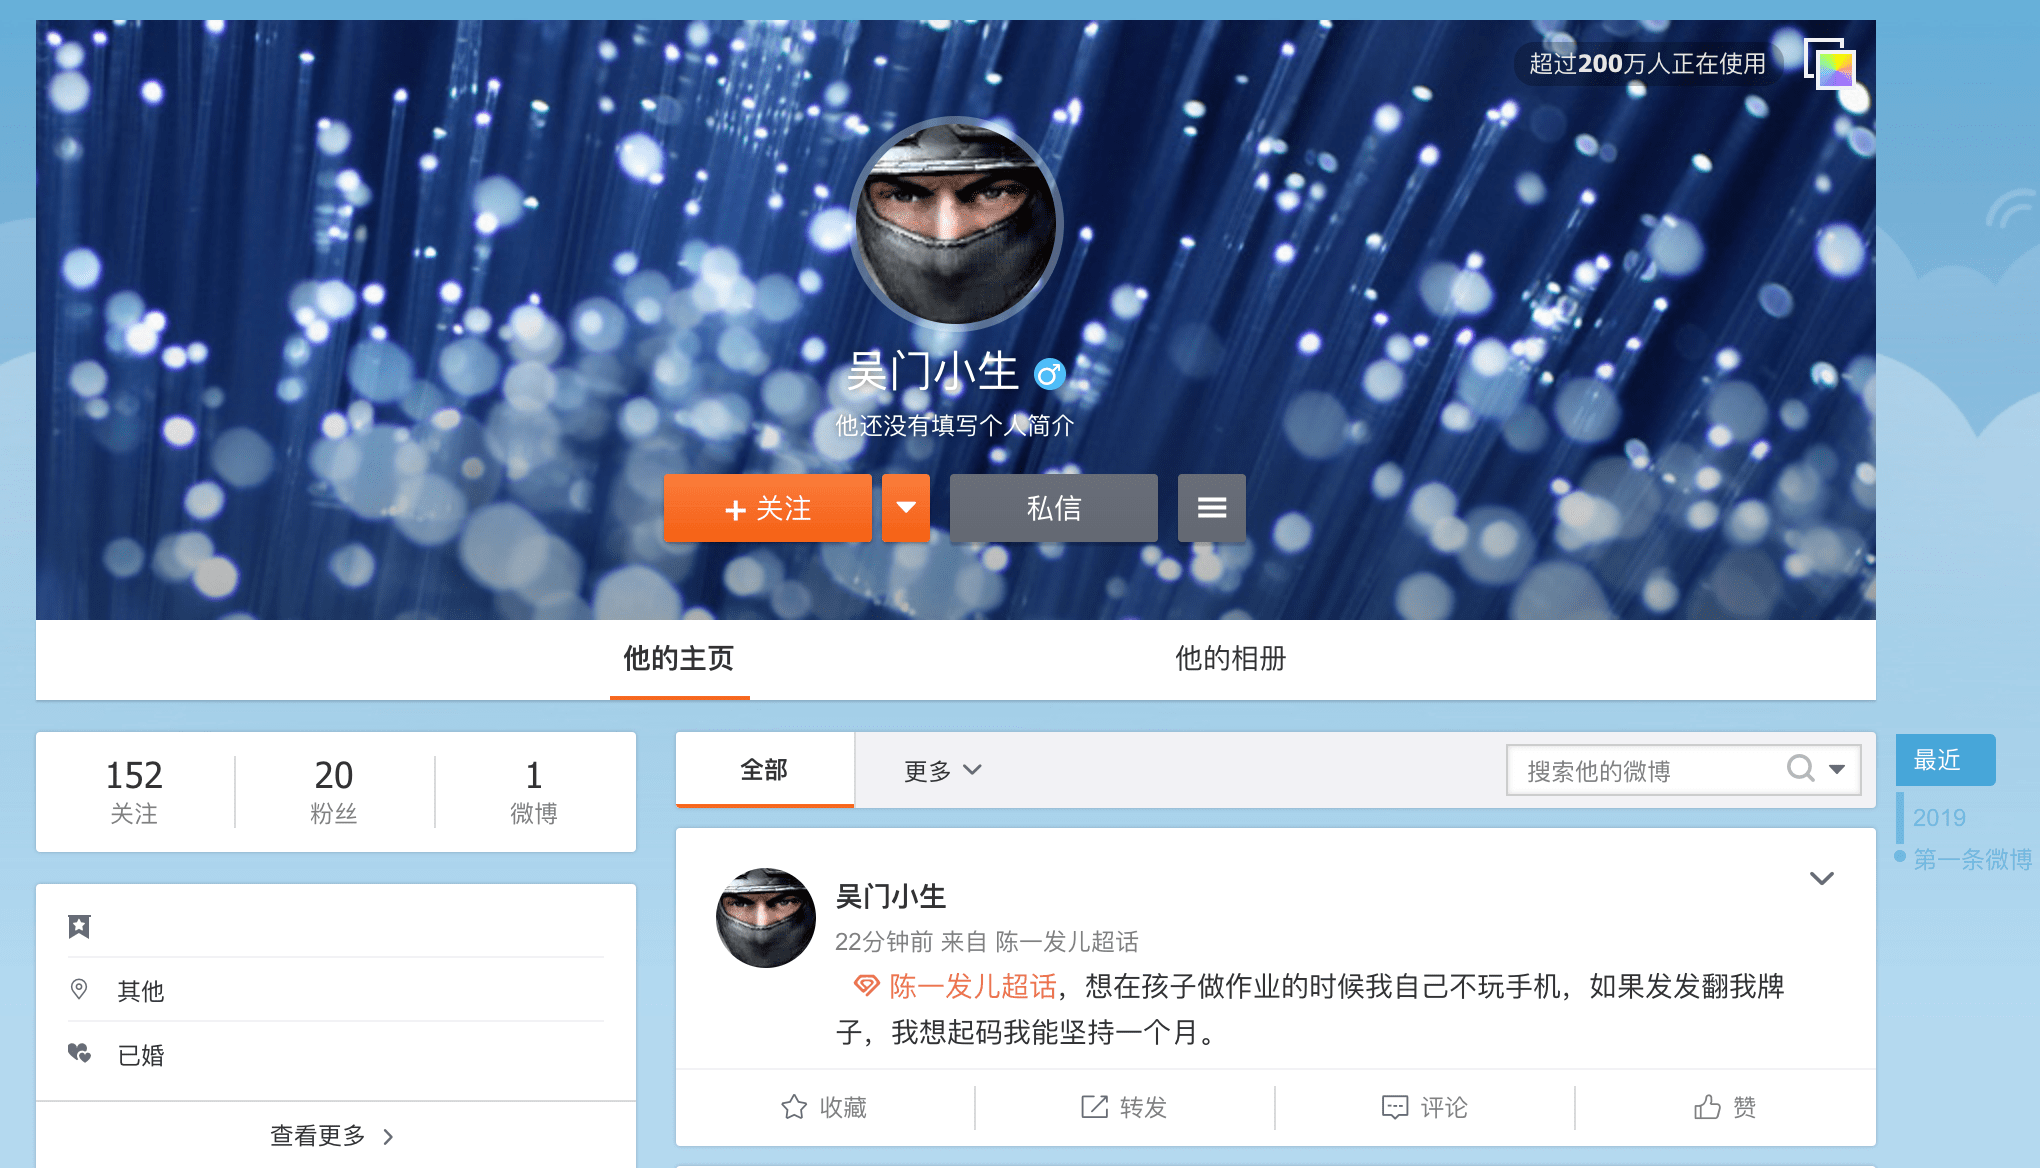 超过200万人正在使用
吴门小生
他还没有填写个人简介
+ 关注
私信
他的主页
他的相册
152
关注
20
粉丝
1
微博
其他
已婚
查看更多
全部
更多
搜索他的微博
吴门小生
22分钟前 来自 陈一发儿超话
陈一发儿超话，想在孩子做作业的时候我自己不玩手机，如果发发翻我牌
子，我想起码我能坚持一个月。
收藏
转发
评论
赞
最近
2019
第一条微博